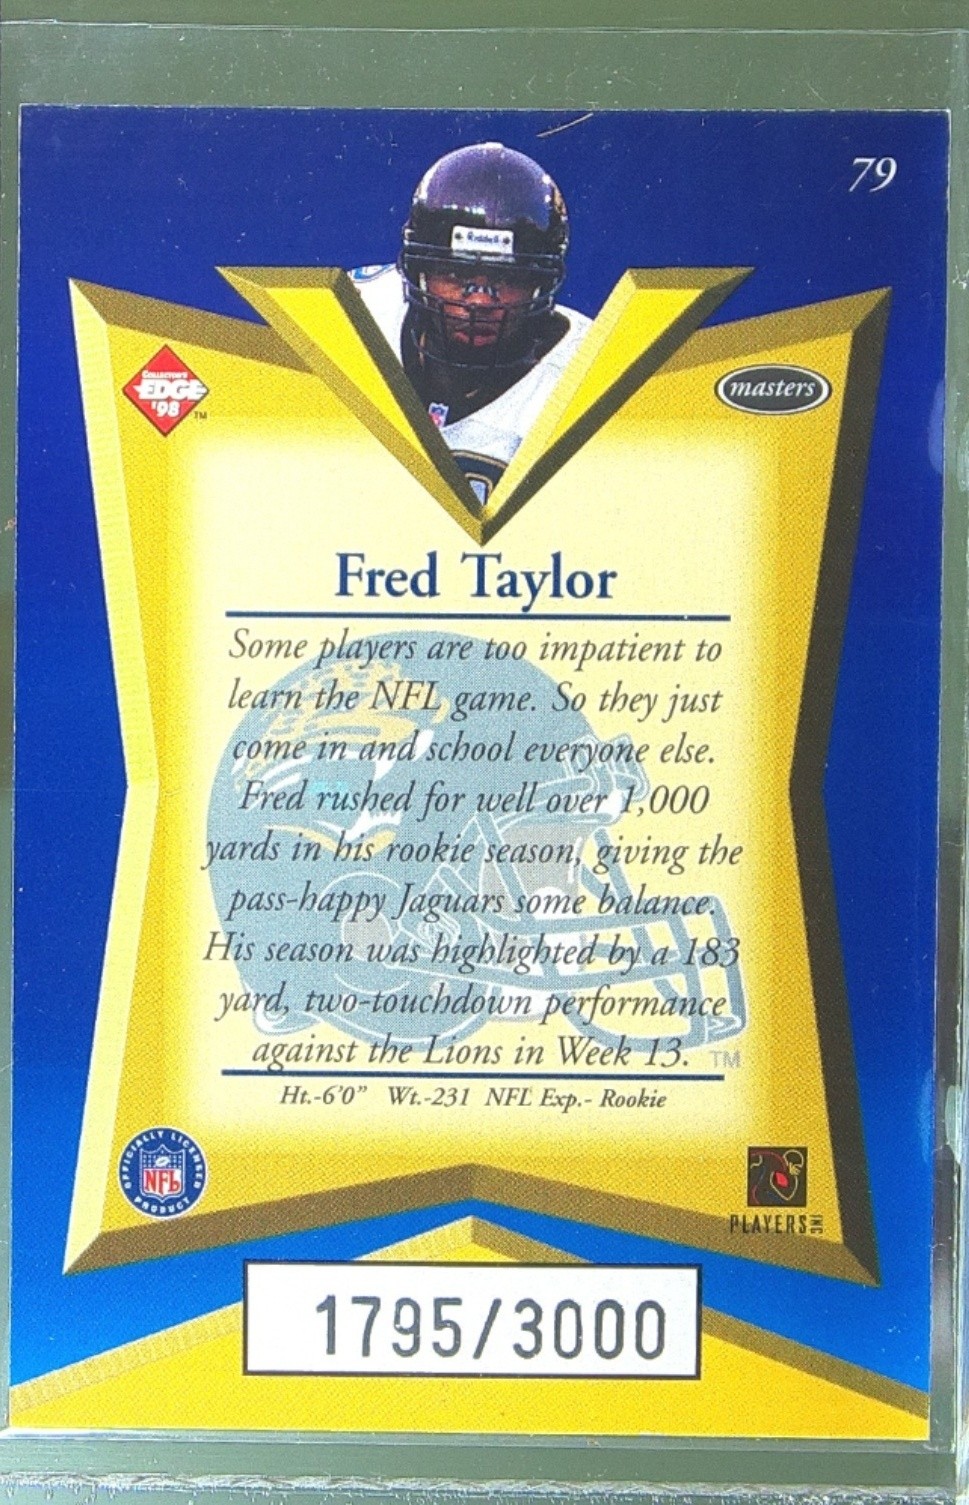 79
Riddell
COLLECTOR'S
EDGE
'98
TM
masters
Fred Taylor
Some players are too impatient to
learn the NFL game. So they just
come in and school everyone else.
Fred rushed for well over 1,000
yards in his rookie season, giving the
pass-happy Jaguars some balance.
His season was highlighted by a 183
yard, two-touchdown performance
against the Lions in Week 13. TM
Ht.-6'0" Wt.-231 NFL Exp.- Rookie
OFFICIALLY LICENSED
NFL
PRODUCT
PLAYERS INC
1795/3000